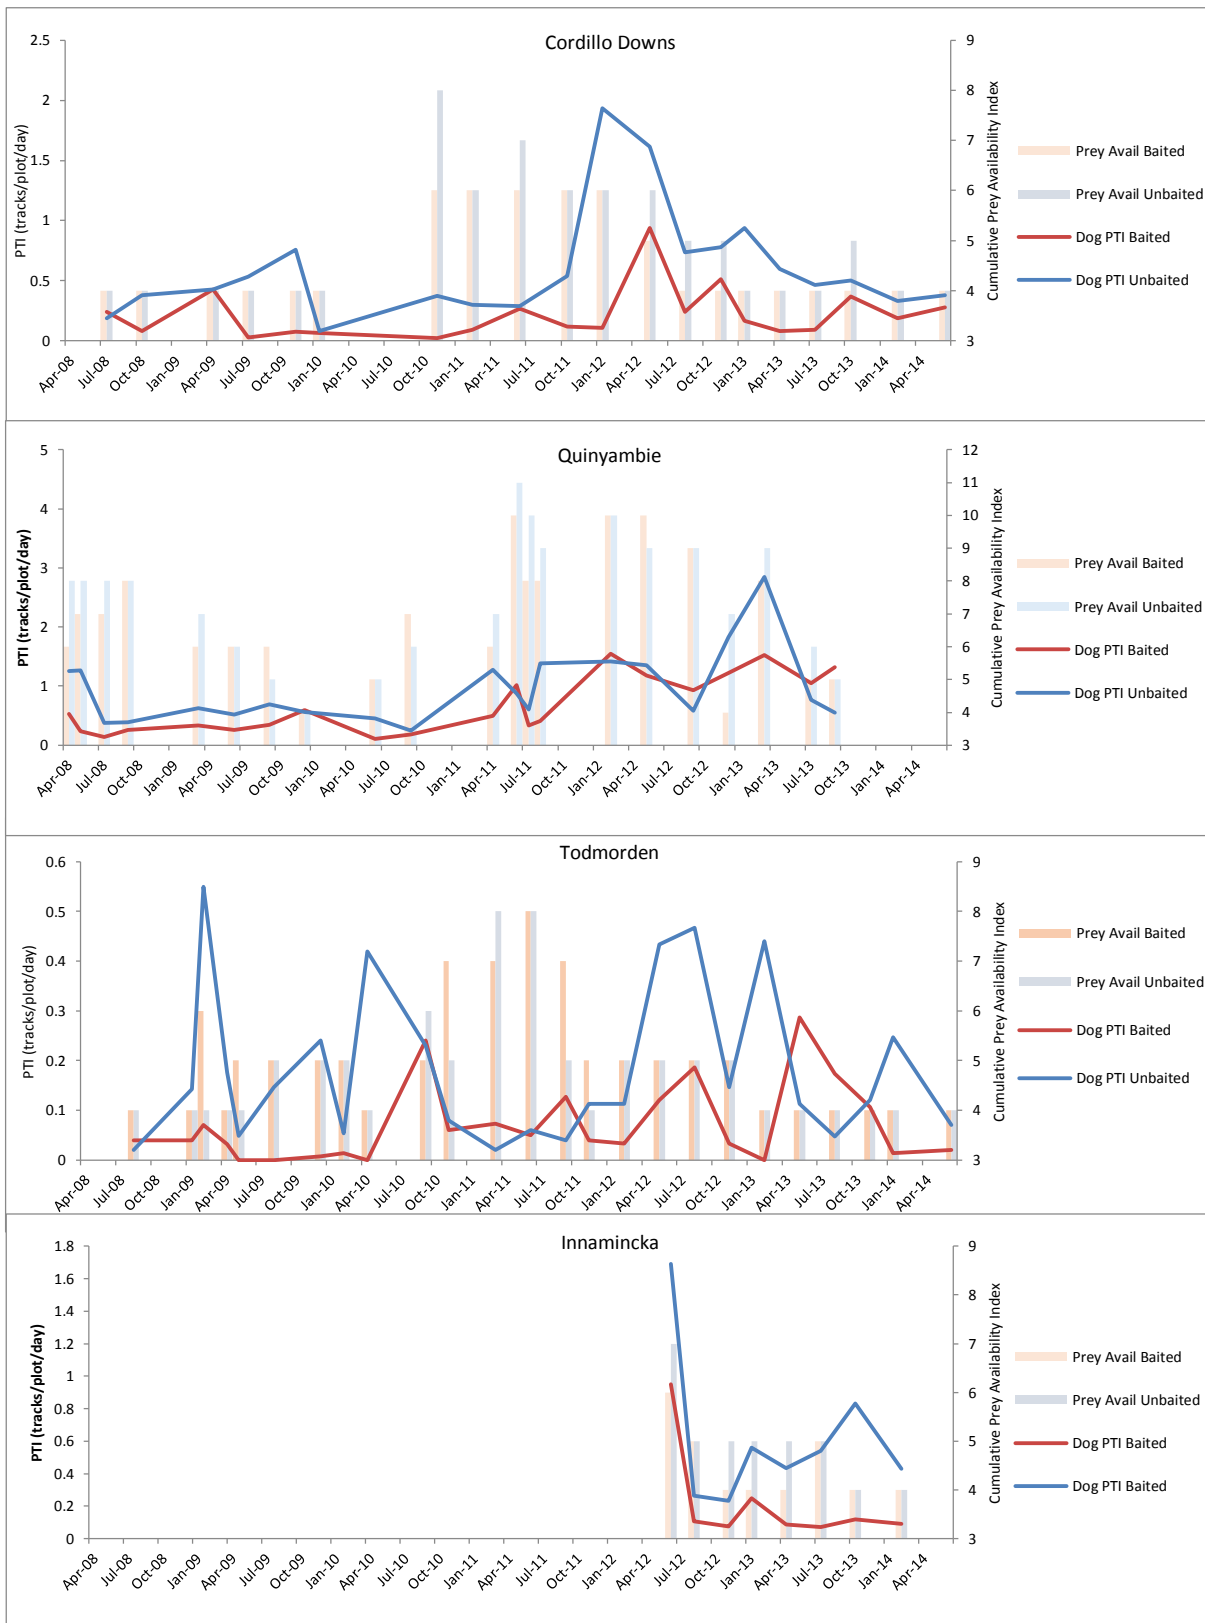 Cordillo Downs
PTI (tracks/plot/day)
2.5
2
1.5
1
0.5
0
9
8
7
6
5
4
3
Cumulative Prey Availability Index
Apr-08 Jul-08 Oct-08 Jan-09 Apr-09 Jul-09 Oct-09 Jan-10 Apr-10 Jul-10 Oct-10 Jan-11 Apr-11 Jul-11 Oct-11 Jan-12 Apr-12 Jul-12 Oct-12 Jan-13 Apr-13 Jul-13 Oct-13 Jan-14 Apr-14
Prey Avail Baited
Prey Avail Unbaited
Dog PTI Baited
Dog PTI Unbaited
Quinyambie
PTI (tracks/plot/day)
5
4
3
2
1
0
12
11
10
9
8
7
6
5
4
3
Cumulative Prey Availability Index
Apr-08 Jul-08 Oct-08 Jan-09 Apr-09 Jul-09 Oct-09 Jan-10 Apr-10 Jul-10 Oct-10 Jan-11 Apr-11 Jul-11 Oct-11 Jan-12 Apr-12 Jul-12 Oct-12 Jan-13 Apr-13 Jul-13 Oct-13 Jan-14 Apr-14
Prey Avail Baited
Prey Avail Unbaited
Dog PTI Baited
Dog PTI Unbaited
Todmorden
PTI (tracks/plot/day)
0.6
0.5
0.4
0.3
0.2
0.1
0
9
8
7
6
5
4
3
Cumulative Prey Availability Index
Apr-08 Jul-08 Oct-08 Jan-09 Apr-09 Jul-09 Oct-09 Jan-10 Apr-10 Jul-10 Oct-10 Jan-11 Apr-11 Jul-11 Oct-11 Jan-12 Apr-12 Jul-12 Oct-12 Jan-13 Apr-13 Jul-13 Oct-13 Jan-14 Apr-14
Prey Avail Baited
Prey Avail Unbaited
Dog PTI Baited
Dog PTI Unbaited
Innamincka
PTI (tracks/plot/day)
1.8
1.6
1.4
1.2
1
0.8
0.6
0.4
0.2
0
9
8
7
6
5
4
3
Cumulative Prey Availability Index
Apr-08 Jul-08 Oct-08 Jan-09 Apr-09 Jul-09 Oct-09 Jan-10 Apr-10 Jul-10 Oct-10 Jan-11 Apr-11 Jul-11 Oct-11 Jan-12 Apr-12 Jul-12 Oct-12 Jan-13 Apr-13 Jul-13 Oct-13 Jan-14 Apr-14
Prey Avail Baited
Prey Avail Unbaited
Dog PTI Baited
Dog PTI Unbaited